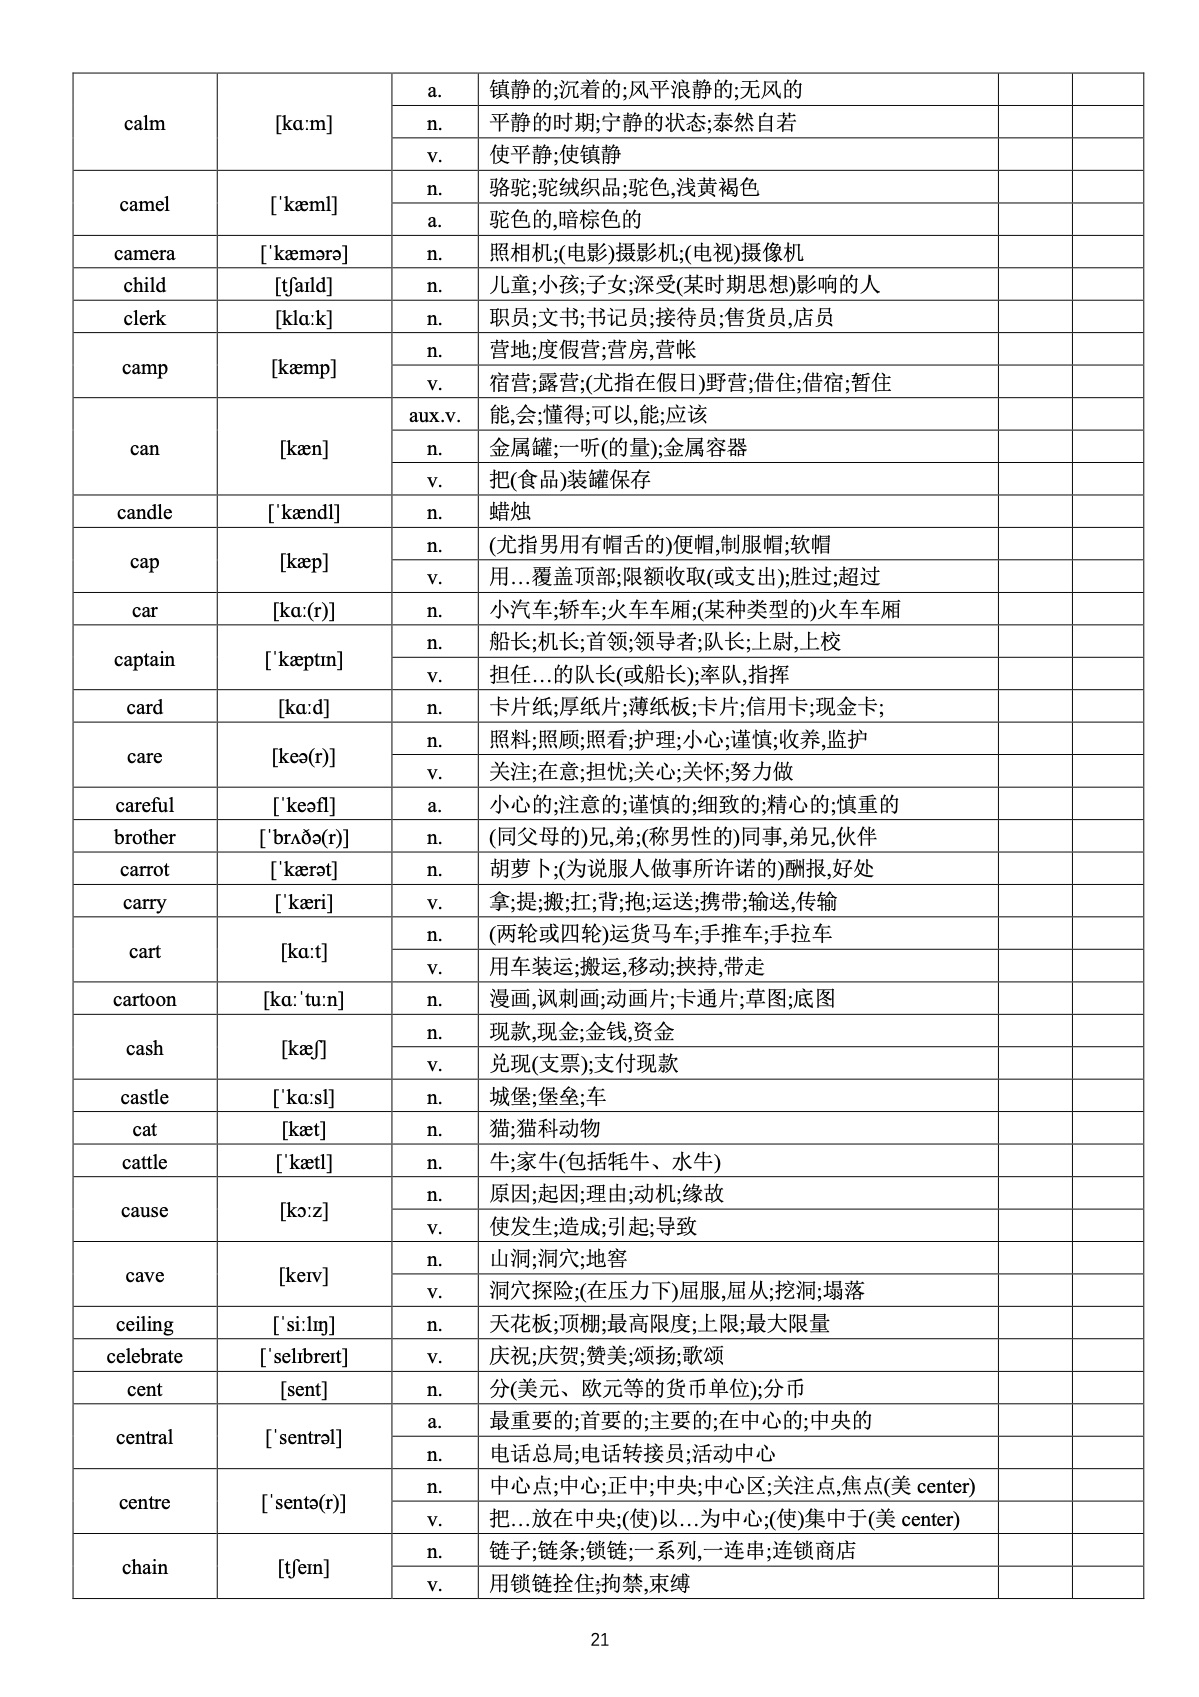 calm [kɑːm] a. 镇静的;沉着的;风平浪静的;无风的
n. 平静的时期;宁静的状态;泰然自若
v. 使平静;使镇静
camel [ˈkæml] n. 骆驼;驼绒织品;驼色,浅黄褐色
a. 驼色的,暗棕色的
camera [ˈkæmərə] n. 照相机;(电影)摄影机;(电视)摄像机
child [tʃaɪld] n. 儿童;小孩;子女;深受(某时期思想)影响的人
clerk [klɑːk] n. 职员;文书;书记员;接待员;售货员,店员
camp [kæmp] n. 营地;度假营;营房,营帐
v. 宿营;露营;(尤指在假日)野营;借住;借宿;暂住
can [kæn] aux.v. 能,会;懂得;可以,能;应该
n. 金属罐;一听(的量);金属容器
v. 把(食品)装罐保存
candle [ˈkændl] n. 蜡烛
cap [kæp] n. (尤指男用有帽舌的)便帽,制服帽;软帽
v. 用…覆盖顶部;限额收取(或支出);胜过;超过
car [kɑː(r)] n. 小汽车;轿车;火车车厢;(某种类型的)火车车厢
captain [ˈkæptɪn] n. 船长;机长;首领;领导者;队长;上尉,上校
v. 担任…的队长(或船长);率队,指挥
card [kɑːd] n. 卡片纸;厚纸片;薄纸板;卡片;信用卡;现金卡;
care [keə(r)] n. 照料;照顾;照看;护理;小心;谨慎;收养,监护
v. 关注;在意;担忧;关心;关怀;努力做
careful [ˈkeəfl] a. 小心的;注意的;谨慎的;细致的;精心的;慎重的
brother [ˈbrʌðə(r)] n. (同父母的)兄,弟;(称男性的)同事,弟兄,伙伴
carrot [ˈkærət] n. 胡萝卜;(为说服人做事所许诺的)酬报,好处
carry [ˈkæri] v. 拿;提;搬;扛;背;抱;运送;携带;输送,传输
cart [kɑːt] n. (两轮或四轮)运货马车;手推车;手拉车
v. 用车装运;搬运,移动;挟持,带走
cartoon [kɑːˈtuːn] n. 漫画,讽刺画;动画片;卡通片;草图;底图
cash [kæʃ] n. 现款,现金;金钱,资金
v. 兑现(支票);支付现款
castle [ˈkɑːsl] n. 城堡;堡垒;车
cat [kæt] n. 猫;猫科动物
cattle [ˈkætl] n. 牛;家牛(包括牦牛、水牛)
cause [kɔːz] n. 原因;起因;理由;动机;缘故
v. 使发生;造成;引起;导致
cave [keɪv] n. 山洞;洞穴;地窖
v. 洞穴探险;(在压力下)屈服,屈从;挖洞;塌落
ceiling [ˈsiːlɪŋ] n. 天花板;顶棚;最高限度;上限;最大限量
celebrate [ˈselɪbreɪt] v. 庆祝;庆贺;赞美;颂扬;歌颂
cent [sent] n. 分(美元、欧元等的货币单位);分币
central [ˈsentrəl] a. 最重要的;首要的;主要的;在中心的;中央的
n. 电话总局;电话转接员;活动中心
centre [ˈsentə(r)] n. 中心点;中心;正中;中央;中心区;关注点,焦点(美 center)
v. 把…放在中央;(使)以…为中心;(使)集中于(美 center)
chain [tʃeɪn] n. 链子;链条;锁链;一系列,一连串;连锁商店
v. 用锁链拴住;拘禁,束缚
21